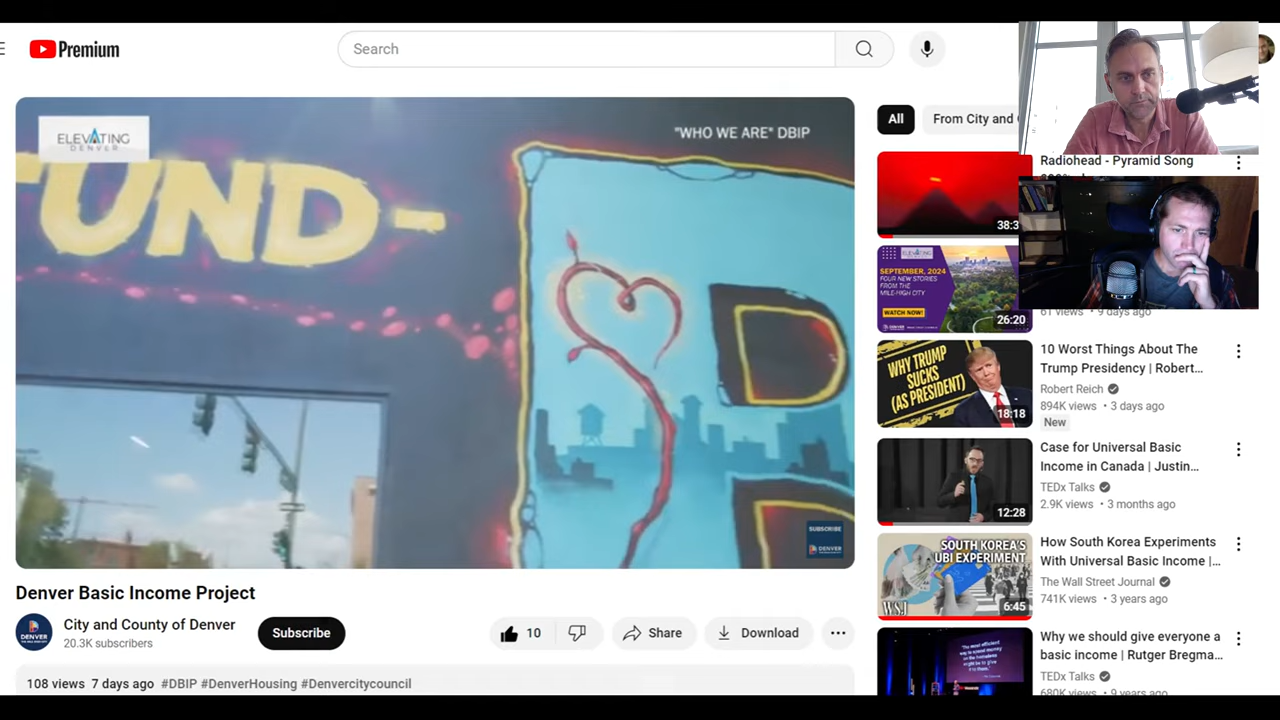 Premium
Search
ELEVATING
DENVER
"WHO WE ARE" DBIP
UND-
SUBSCRIBE
DENVER
Denver Basic Income Project
DENVER
City and County of Denver
20.3K subscribers
Subscribe
10
Share
Download
108 views 7 days ago #DBIP #DenverHousing #Denvercitycouncil
All
From City and
Radiohead - Pyramid Song
38:3
ELEVATING
SEPTEMBER, 2024
FOUR NEW STORIES
FROM THE
MILE-HIGH CITY
WATCH NOW!
DENVER
26:20
61 views • 9 days ago
WHY TRUMP
SUCKS
(AS PRESIDENT)
18:18
10 Worst Things About The
Trump Presidency | Robert...
Robert Reich
894K views • 3 days ago
New
12:28
Case for Universal Basic
Income in Canada | Justin...
TEDx Talks
2.9K views • 3 months ago
SOUTH KOREA'S
UBI EXPERIMENT
WSJ
6:45
How South Korea Experiments
With Universal Basic Income |...
The Wall Street Journal
741K views • 3 years ago
Why we should give everyone a
basic income | Rutger Bregma...
TEDx Talks
680K views • 9 years ago